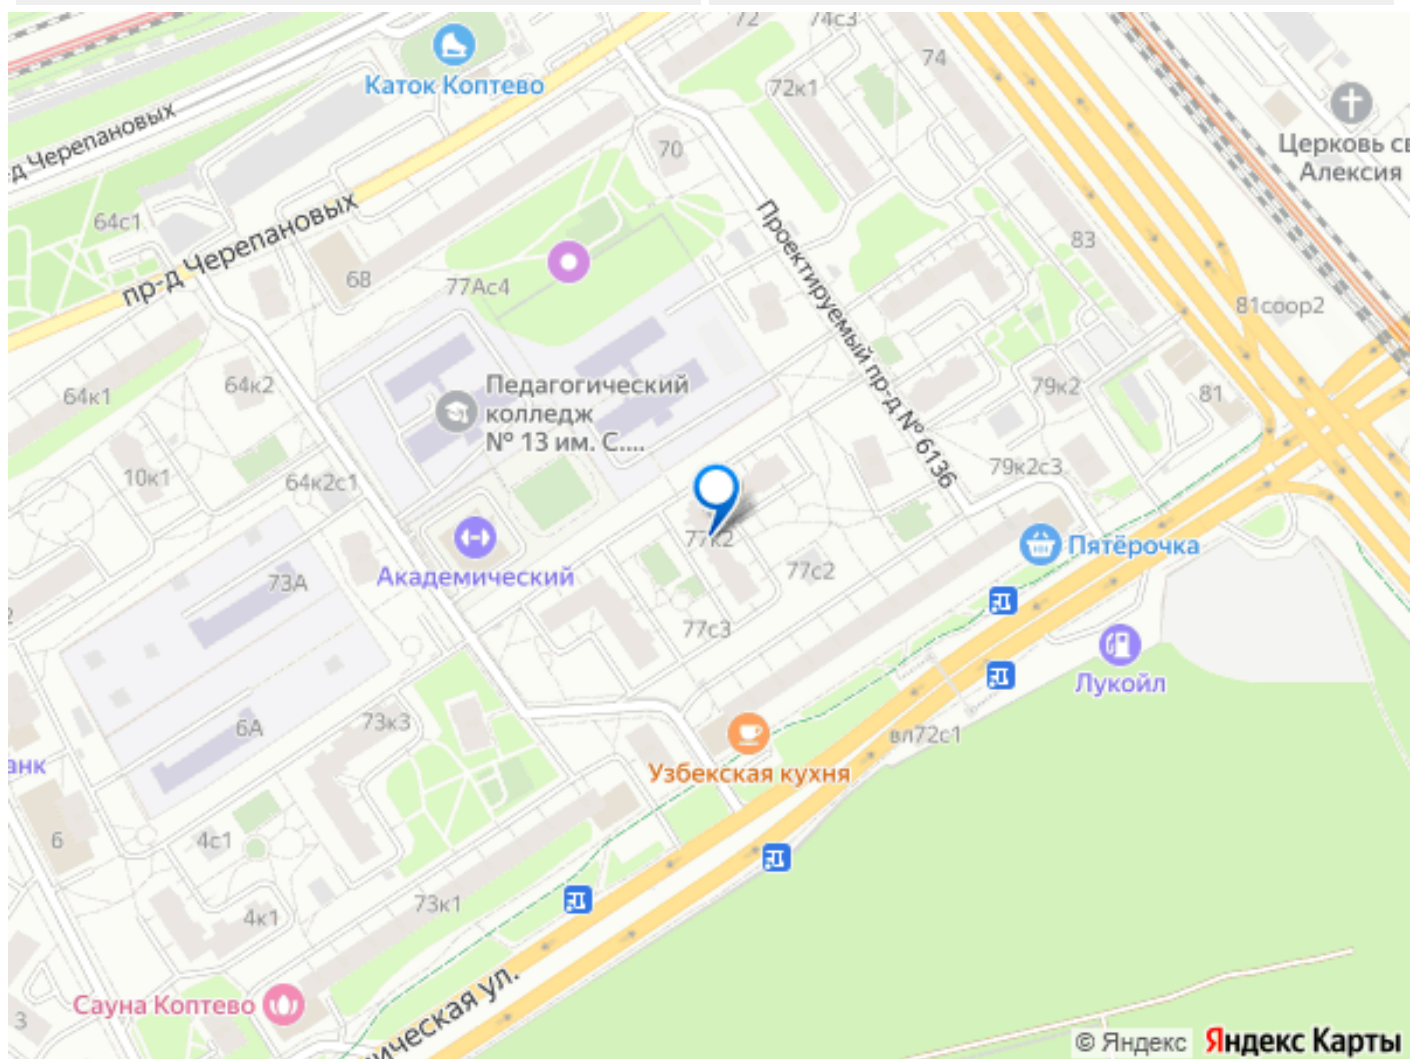 72
74с3
74
Каток Коптево
72к1
-д Черепановых
Церковь св
Алексия
70
64с1
Проектируемый пр-д № 6136
пр-д Черепановых
68
77Ас4
83
81соор2
64к1
64к2
Педагогический
колледж
№ 13 им. С....
79к2
81
10к1
64к2с1
79к2с3
77к2
Пятёрочка
Академический
73А
77с2
77с3
Лукойл
6А
73к3
вл72с1
анк
Узбекская кухня
6
4с1
4к1
73к1
Сауна Коптево
3
ическая ул.
© Яндекс Яндекс Карты